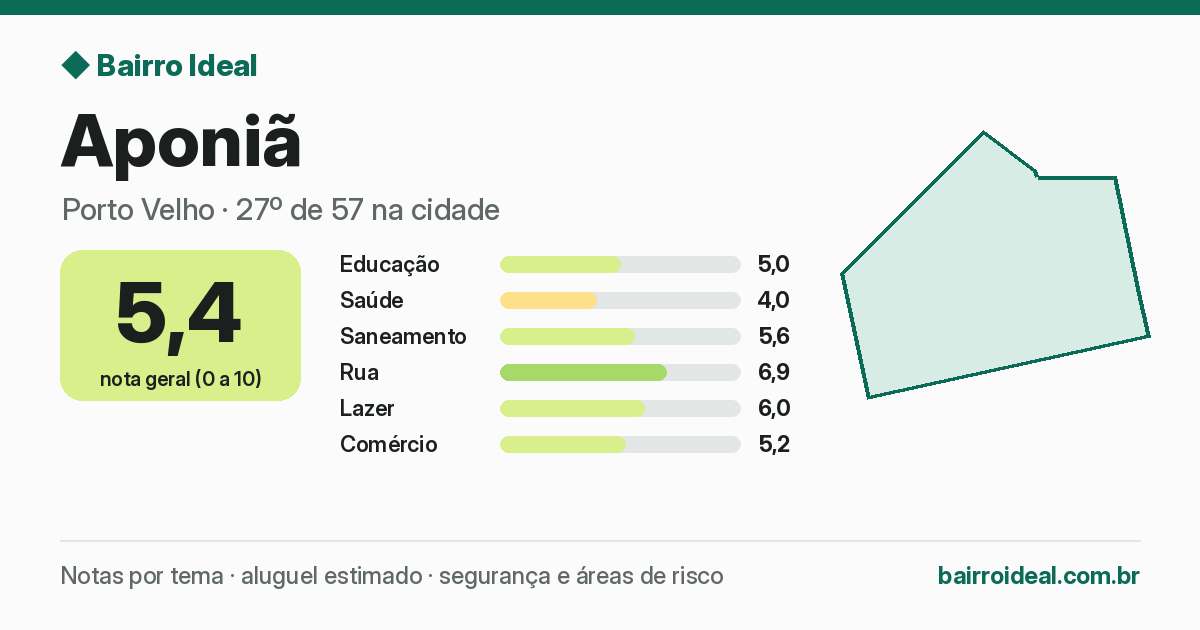 Bairro Ideal
Aponiã
Porto Velho · 27º de 57 na cidade
5,4
nota geral (0 a 10)
Educação 5,0
Saúde 4,0
Saneamento 5,6
Rua 6,9
Lazer 6,0
Comércio 5,2
Notas por tema · aluguel estimado · segurança e áreas de risco
bairroideal.com.br